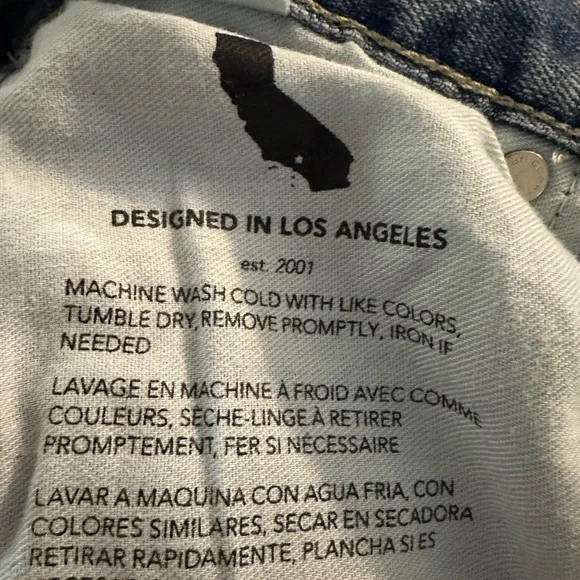 DESIGNED IN LOS ANGELES
est. 2001
MACHINE WASH COLD WITH LIKE COLORS,
TUMBLE DRY, REMOVE PROMPTLY, IRON IF
NEEDED
LAVAGE EN MACHINE À FROID AVEC COMME
COULEURS, SÈCHE-LINGE À RETIRER
PROMPTEMENT, FER SI NÉCESSAIRE
LAVAR A MAQUINA CON AGUA FRIA, CON
COLORES SIMILARES, SECAR EN SECADORA
RETIRAR RAPIDAMENTE, PLANCHA SI ES